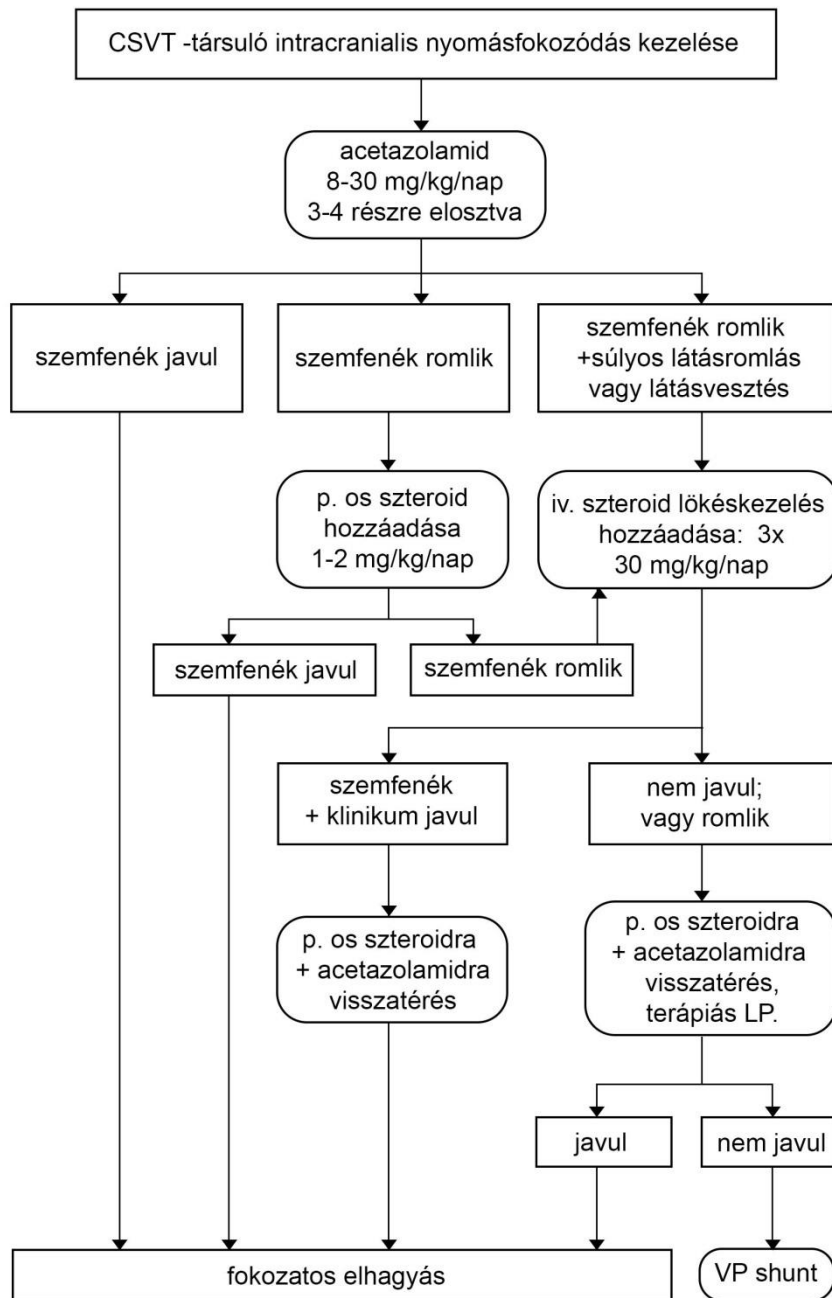 CSVT -társuló intracranialis nyomásfokozódás kezelése
acetazolamid
8-30 mg/kg/nap
3-4 részre elosztva
szemfenék javul
szemfenék romlik
szemfenék romlik
+súlyos látásromlás
vagy látásvesztés
p. os szteroid
hozzáadása
1-2 mg/kg/nap
iv. szteroid lökéskezelés
hozzáadása: 3x
30 mg/kg/nap
szemfenék javul
szemfenék romlik
szemfenék
+ klinikum javul
nem javul;
vagy romlik
p. os szteroidra
+ acetazolamidra
visszatérés
p. os szteroidra
+ acetazolamidra
visszatérés,
terápiás LP.
javul
nem javul
fokozatos elhagyás
VP shunt